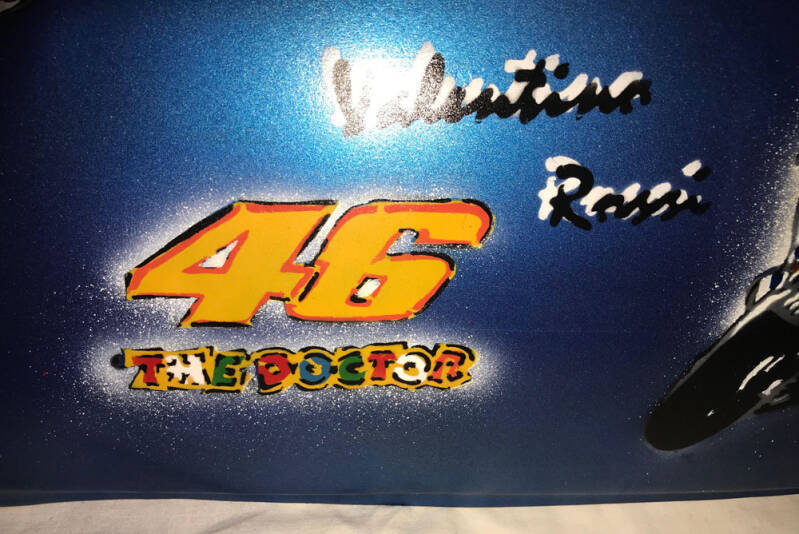 Valentino
Rossi
46
THE DOCTOR